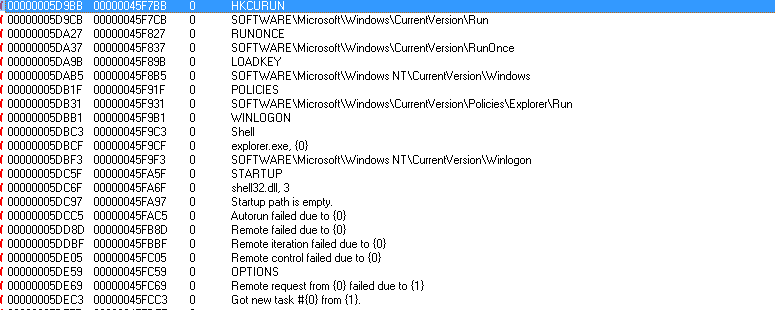 00000005D9BB 00000045F7BB 0 HKCURUN
00000005D9CB 00000045F7CB 0 SOFTWARE\Microsoft\Windows\CurrentVersion\Run
00000005DA27 00000045F827 0 RUNONCE
00000005DA37 00000045F837 0 SOFTWARE\Microsoft\Windows\CurrentVersion\RunOnce
00000005DA9B 00000045F89B 0 LOADKEY
00000005DAB5 00000045F8B5 0 SOFTWARE\Microsoft\Windows NT\CurrentVersion\Windows
00000005DB1F 00000045F91F 0 POLICIES
00000005DB31 00000045F931 0 SOFTWARE\Microsoft\Windows\CurrentVersion\Policies\Explorer\Run
00000005DBB1 00000045F9B1 0 WINLOGON
00000005DBC3 00000045F9C3 0 Shell
00000005DBCF 00000045F9CF 0 explorer.exe, {0}
00000005DBF3 00000045F9F3 0 SOFTWARE\Microsoft\Windows NT\CurrentVersion\Winlogon
00000005DC5F 00000045FA5F 0 STARTUP
00000005DC6F 00000045FA6F 0 shell32.dll, 3
00000005DC97 00000045FA97 0 Startup path is empty.
00000005DCC5 00000045FAC5 0 Autorun failed due to {0}
00000005DD8D 00000045FB8D 0 Remote failed due to {0}
00000005DDBF 00000045FBBF 0 Remote iteration failed due to {0}
00000005DE05 00000045FC05 0 Remote control failed due to {0}
00000005DE59 00000045FC59 0 OPTIONS
00000005DE69 00000045FC69 0 Remote request from {0} failed due to {1}
00000005DEC3 00000045FCC3 0 Got new task #{0} from {1}.